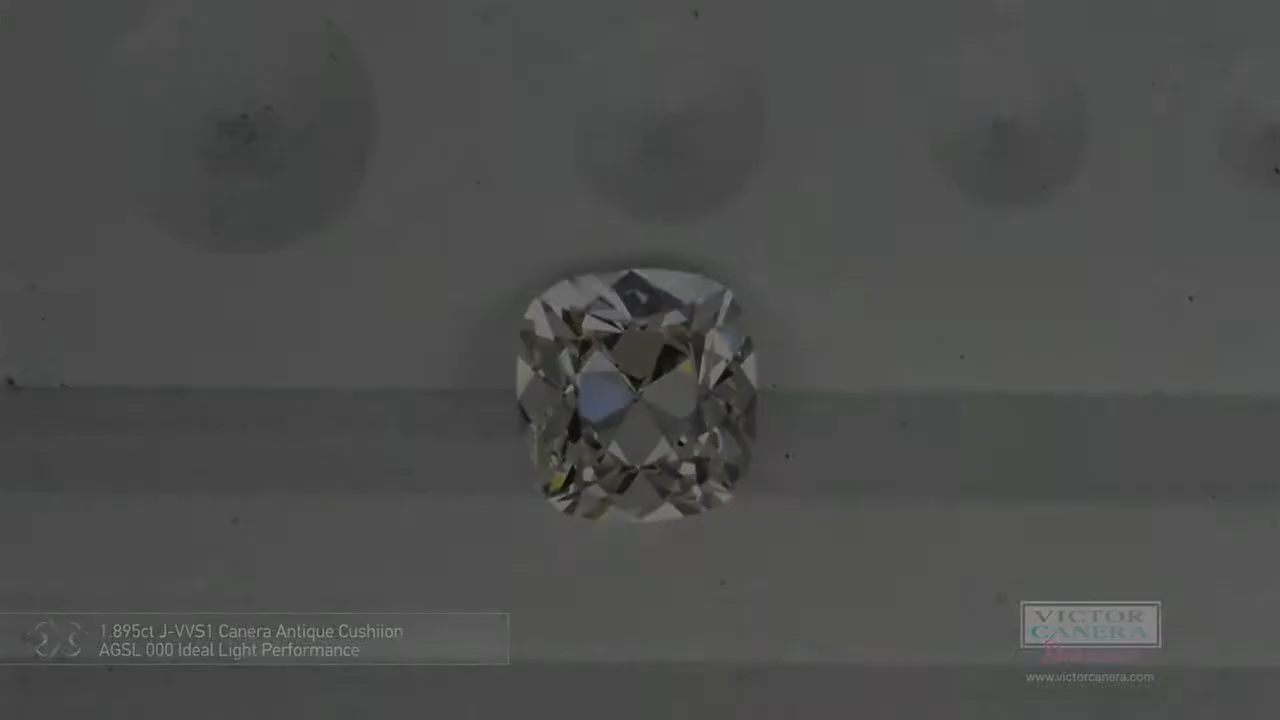 1.895ct J-VVS1 Canera Antique Cushiion
AGSL 000 Ideal Light Performance
VICTOR
CANERA
www.victorcanera.com